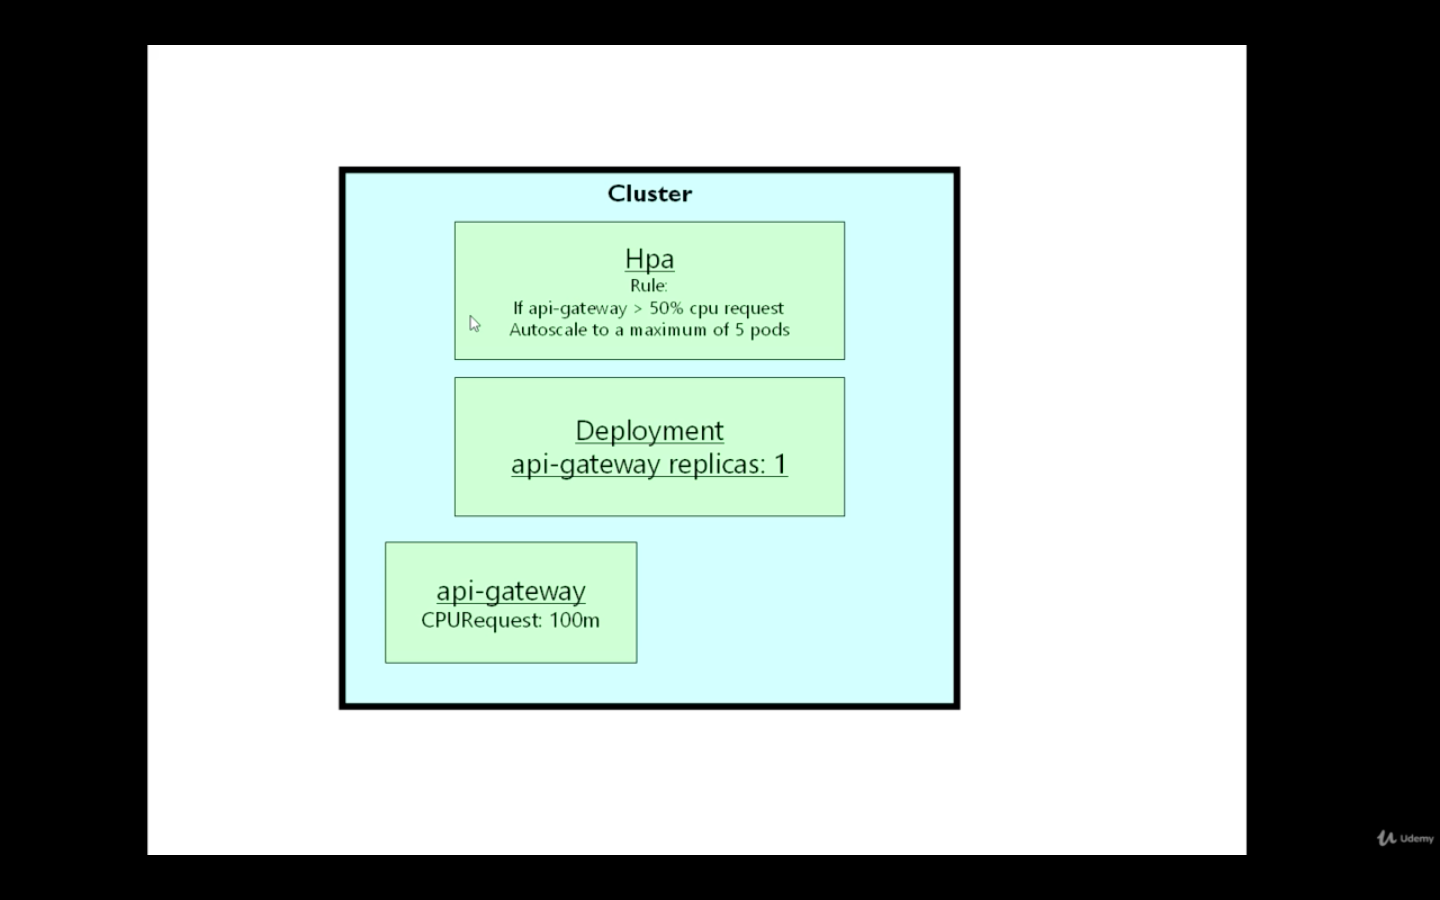 Cluster
Hpa
Rule:
If api-gateway > 50% cpu request
Autoscale to a maximum of 5 pods
Deployment
api-gateway replicas: 1
api-gateway
CPURequest: 100m
Udemy